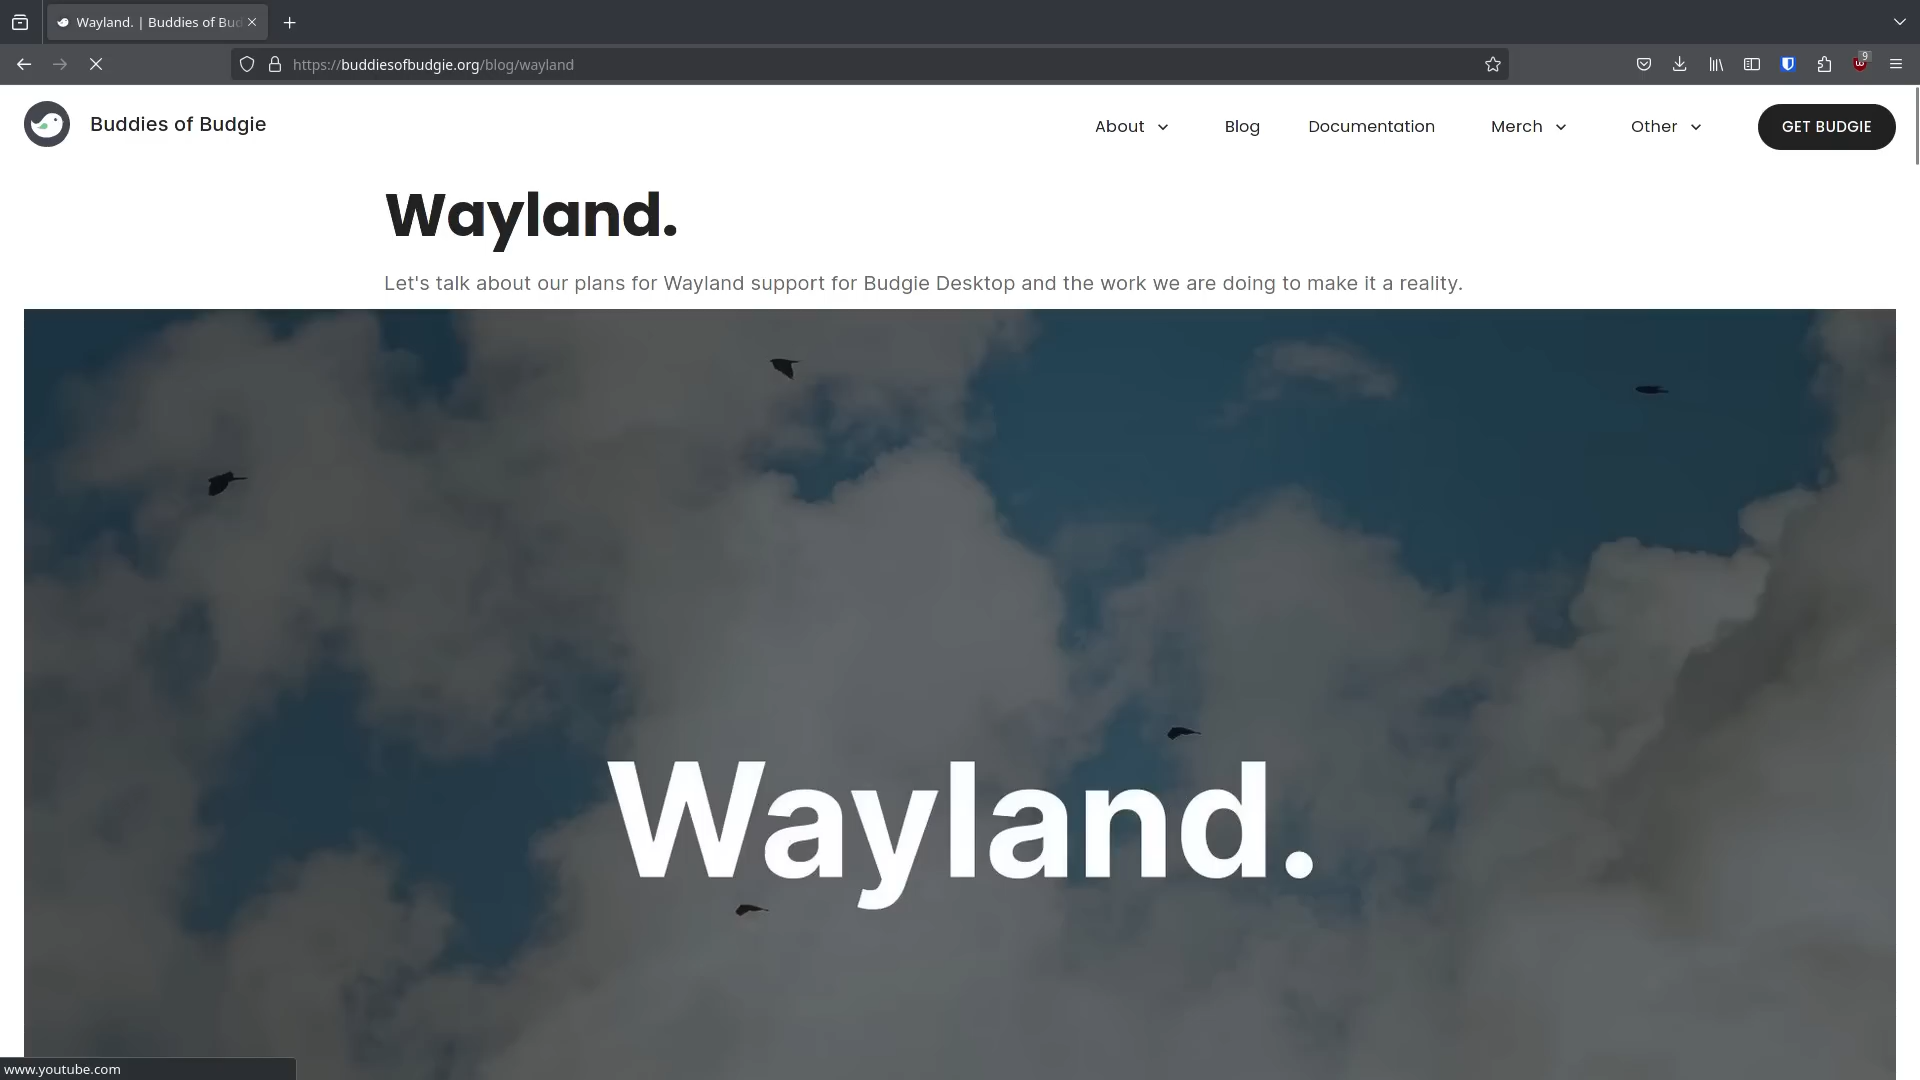 Wayland. | Buddies of Bud
https://buddiesofbudgie.org/blog/wayland
9
Buddies of Budgie
About
Blog
Documentation
Merch
Other
GET BUDGIE
Wayland.
Let's talk about our plans for Wayland support for Budgie Desktop and the work we are doing to make it a reality.
Wayland.
www.youtube.com